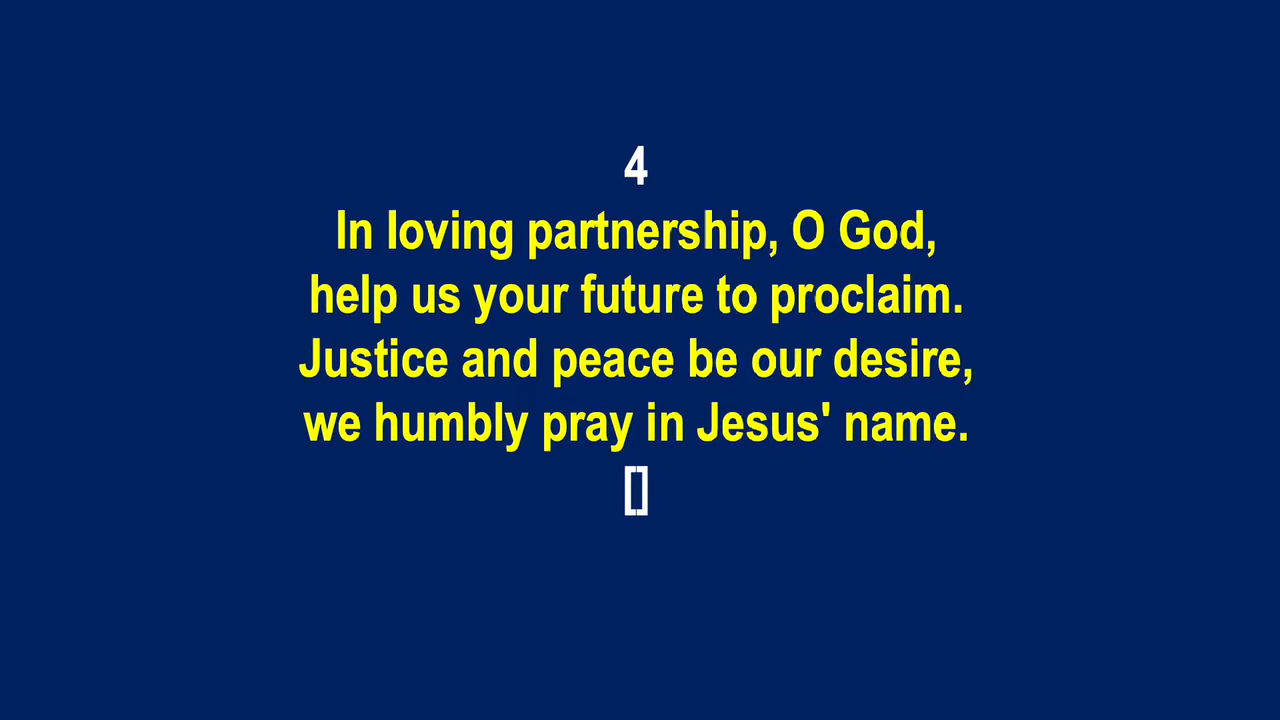 4
In loving partnership, O God,
help us your future to proclaim.
Justice and peace be our desire,
we humbly pray in Jesus' name.
[]